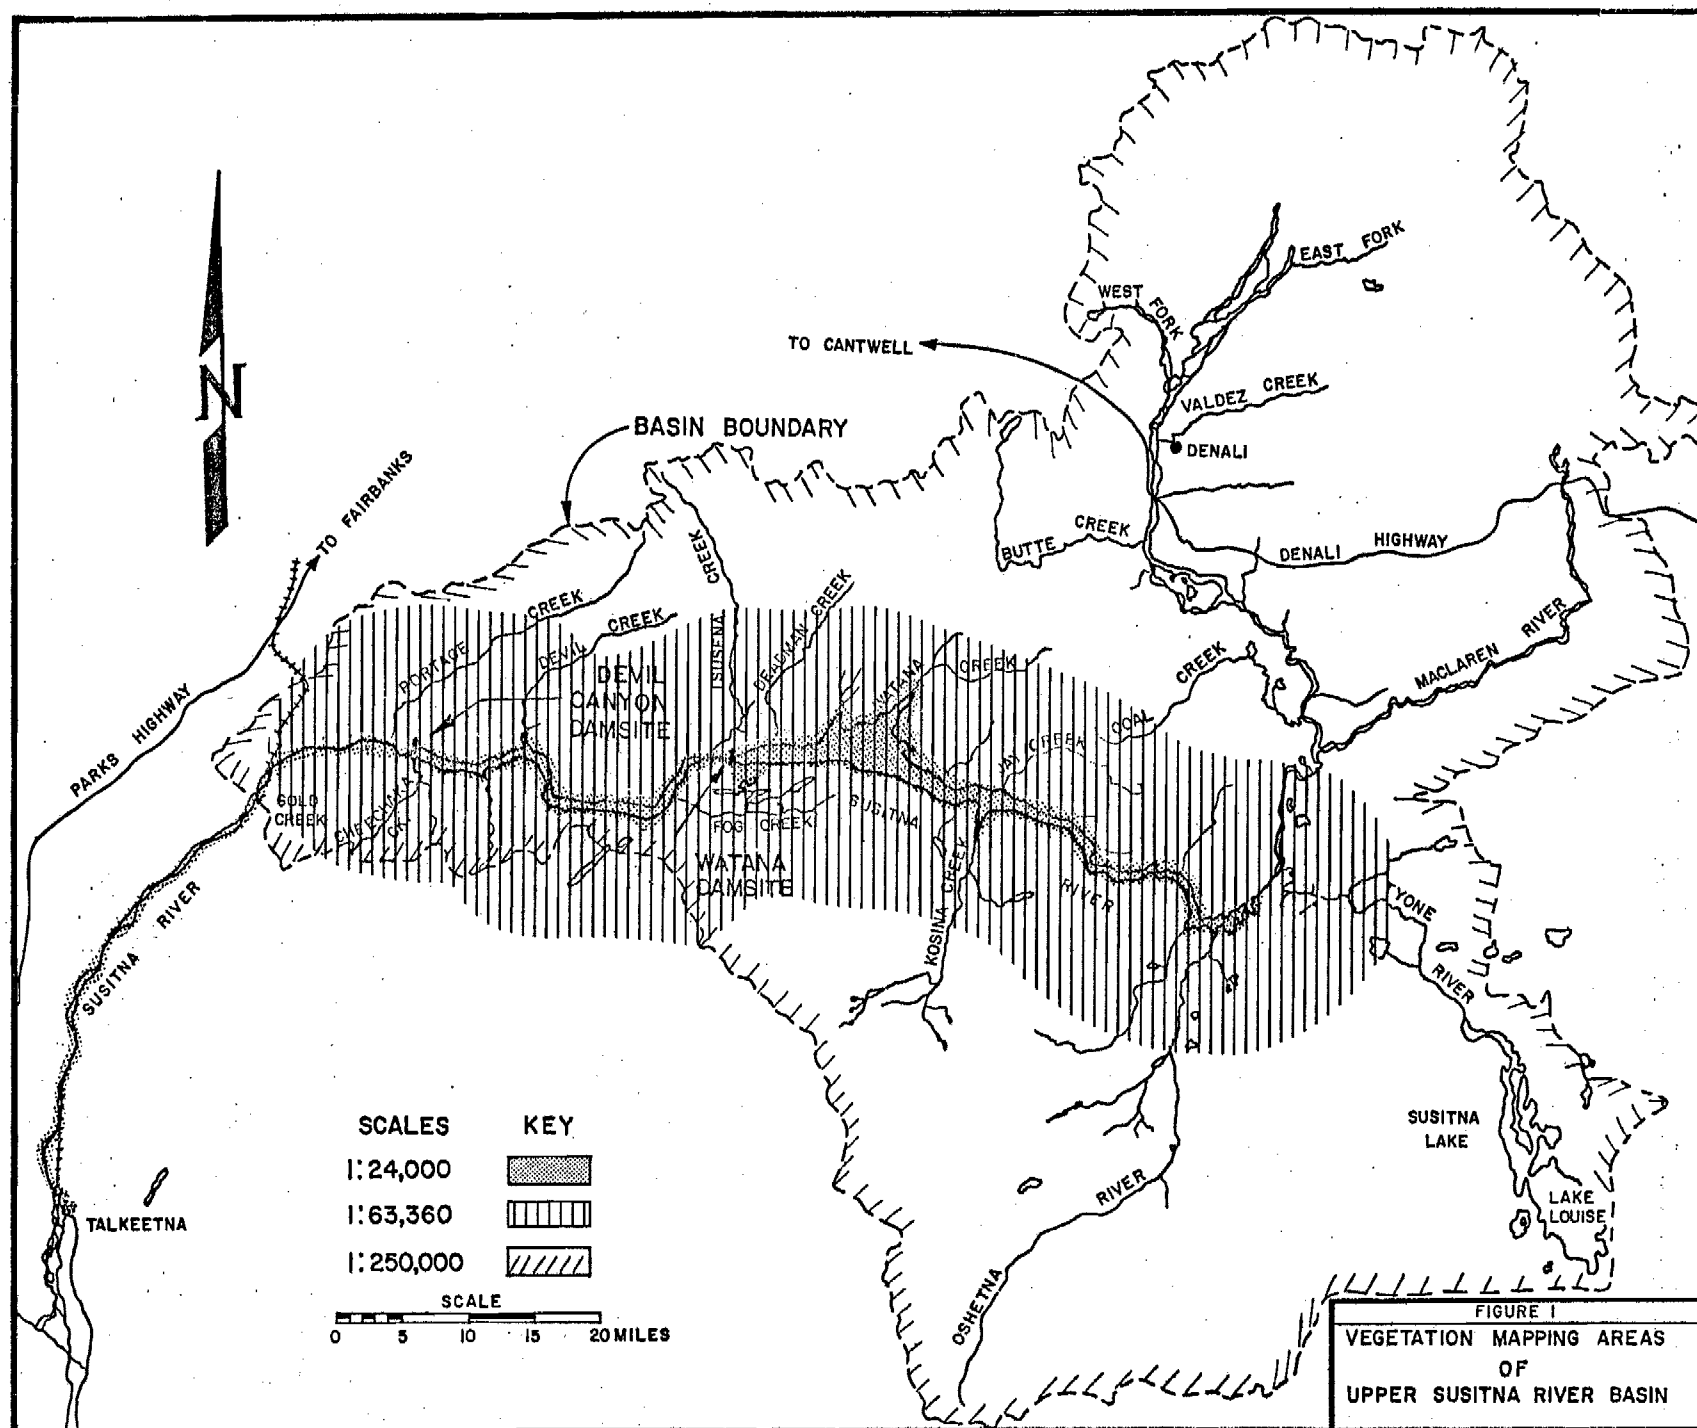 EAST FORK
WEST FORK
TO CANTWELL
VALDEZ CREEK
BASIN BOUNDARY
DENALI
N
TO FAIRBANKS
CREEK
BUTTE CREEK
DENALI HIGHWAY
PORTAGE CREEK
DEVIL CREEK
TSUSENA
DEADMAN CREEK
MACLAREN RIVER
WATANA CREEK
DEVIL
CANYON
DAMSITE
COAL CREEK
JAY CREEK
PARKS HIGHWAY
GOLD
CREEK
CHEECHAKO
CK.
FOG CREEK
SUSITNA
RIVER
WATANA
DAMSITE
KOSINA CREEK
TYONE
RIVER
SUSITNA RIVER
SUSITNA
LAKE
LAKE
LOUISE
TALKEETNA
OSHETNA RIVER
SCALES KEY
1:24,000
1:63,360
1:250,000
SCALE
0 5 10 15 20 MILES
FIGURE 1
VEGETATION MAPPING AREAS
OF
UPPER SUSITNA RIVER BASIN